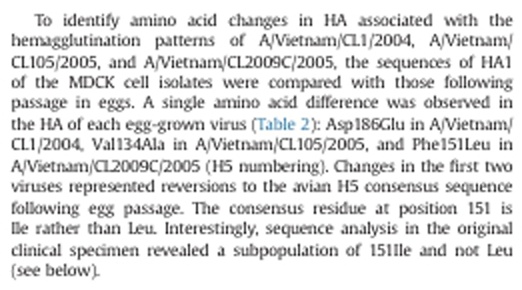 To identify amino acid changes in HA associated with the
hemagglutination patterns of A/Vietnam/CL1/2004, A/Vietnam/
CL105/2005, and A/Vietnam/CL2009C/2005, the sequences of HA1
of the MDCK cell isolates were compared with those following
passage in eggs. A single amino acid difference was observed in
the HA of each egg-grown virus (Table 2): Asp186Glu in A/Vietnam/
CL1/2004, Val134Ala in A/Vietnam/CL105/2005, and Phe151Leu in
A/Vietnam/CL2009C/2005 (H5 numbering). Changes in the first two
viruses represented reversions to the avian H5 consensus sequence
following egg passage. The consensus residue at position 151 is
Ile rather than Leu. Interestingly, sequence analysis in the original
clinical specimen revealed a subpopulation of 151Ile and not Leu
(see below).